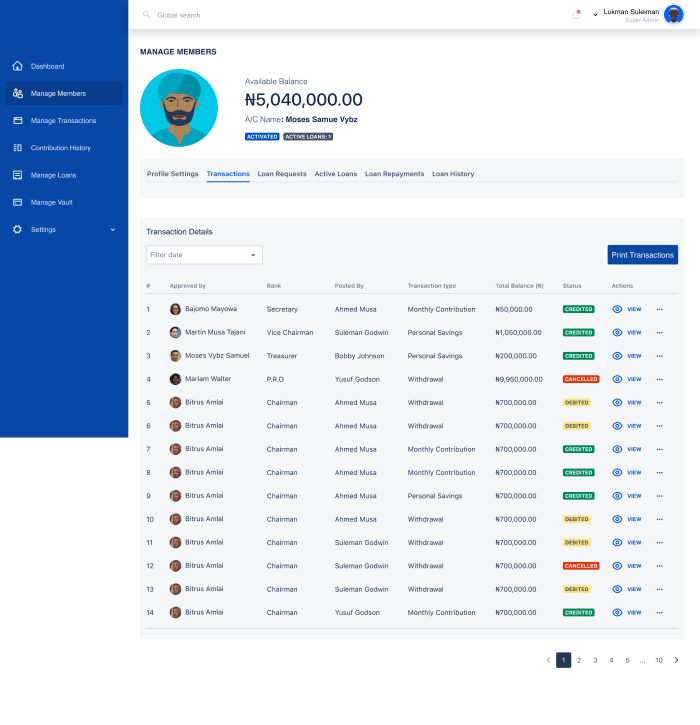 Global search
Lukman Suleiman
Super Admin
Dashboard
Manage Members
Manage Transactions
Contribution History
Manage Loans
Manage Vault
Settings
MANAGE MEMBERS
Available Balance
₦5,040,000.00
A/C Name: Moses Samue Vybz
ACTIVATED ACTIVE LOANS: 1
Profile Settings Transactions Loan Requests Active Loans Loan Repayments Loan History
Transaction Details
Filter date
Print Transactions
# Approved by Rank Posted By Transaction type Total Balance (₦) Status Actions
1 Bajomo Mayowa Secretary Ahmed Musa Monthly Contribution ₦50,000.00 CREDITED VIEW ...
2 Martin Musa Tajani Vice Chairman Suleman Godwin Personal Savings ₦1,050,000.00 CREDITED VIEW ...
3 Moses Vybz Samuel Treasurer Bobby Johnson Personal Savings ₦200,000.00 CREDITED VIEW ...
4 Mariam Walter P.R.O Yusuf Godson Withdrawal ₦9,950,000.00 CANCELLED VIEW ...
5 Bitrus Amlai Chairman Ahmed Musa Withdrawal ₦700,000.00 DEBITED VIEW ...
6 Bitrus Amlai Chairman Ahmed Musa Withdrawal ₦700,000.00 DEBITED VIEW ...
7 Bitrus Amlai Chairman Ahmed Musa Monthly Contribution ₦700,000.00 CREDITED VIEW ...
8 Bitrus Amlai Chairman Ahmed Musa Monthly Contribution ₦700,000.00 CREDITED VIEW ...
9 Bitrus Amlai Chairman Ahmed Musa Personal Savings ₦700,000.00 CREDITED VIEW ...
10 Bitrus Amlai Chairman Ahmed Musa Withdrawal ₦700,000.00 DEBITED VIEW ...
11 Bitrus Amlai Chairman Suleman Godwin Withdrawal ₦700,000.00 DEBITED VIEW ...
12 Bitrus Amlai Chairman Suleman Godwin Withdrawal ₦700,000.00 CANCELLED VIEW ...
13 Bitrus Amlai Chairman Suleman Godwin Withdrawal ₦700,000.00 DEBITED VIEW ...
14 Bitrus Amlai Chairman Yusuf Godson Monthly Contribution ₦700,000.00 CREDITED VIEW ...
< 1 2 3 4 5 ... 10 >